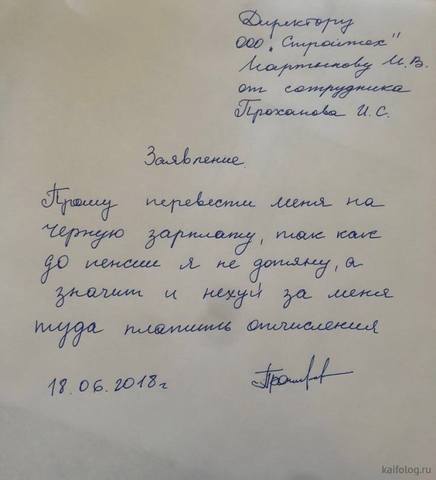 Директору
ООО „Стройтех"
Мартынову И.В.
от сотрудника
Проханова И.С.
Заявление.
Прошу перевести меня на
черную зарплату, так как
до пенсии я не дотяну, а
значит и нехуй за меня
туда платить отчисления
18.06.2018г
kaifolog.ru